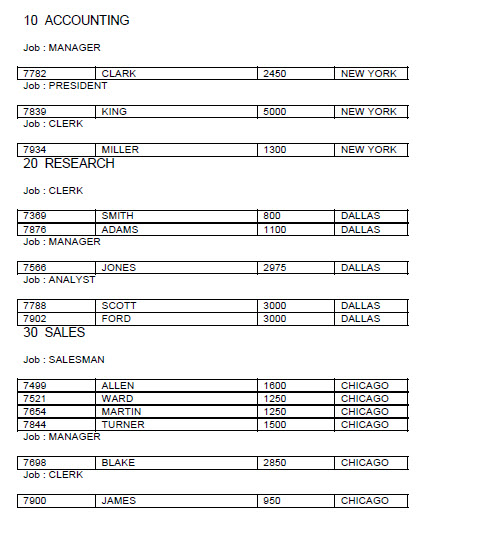 10 ACCOUNTING
Job : MANAGER
7782 CLARK 2450 NEW YORK
Job : PRESIDENT
7839 KING 5000 NEW YORK
Job : CLERK
7934 MILLER 1300 NEW YORK
20 RESEARCH
Job : CLERK
7369 SMITH 800 DALLAS
7876 ADAMS 1100 DALLAS
Job : MANAGER
7566 JONES 2975 DALLAS
Job : ANALYST
7788 SCOTT 3000 DALLAS
7902 FORD 3000 DALLAS
30 SALES
Job : SALESMAN
7499 ALLEN 1600 CHICAGO
7521 WARD 1250 CHICAGO
7654 MARTIN 1250 CHICAGO
7844 TURNER 1500 CHICAGO
Job : MANAGER
7698 BLAKE 2850 CHICAGO
Job : CLERK
7900 JAMES 950 CHICAGO